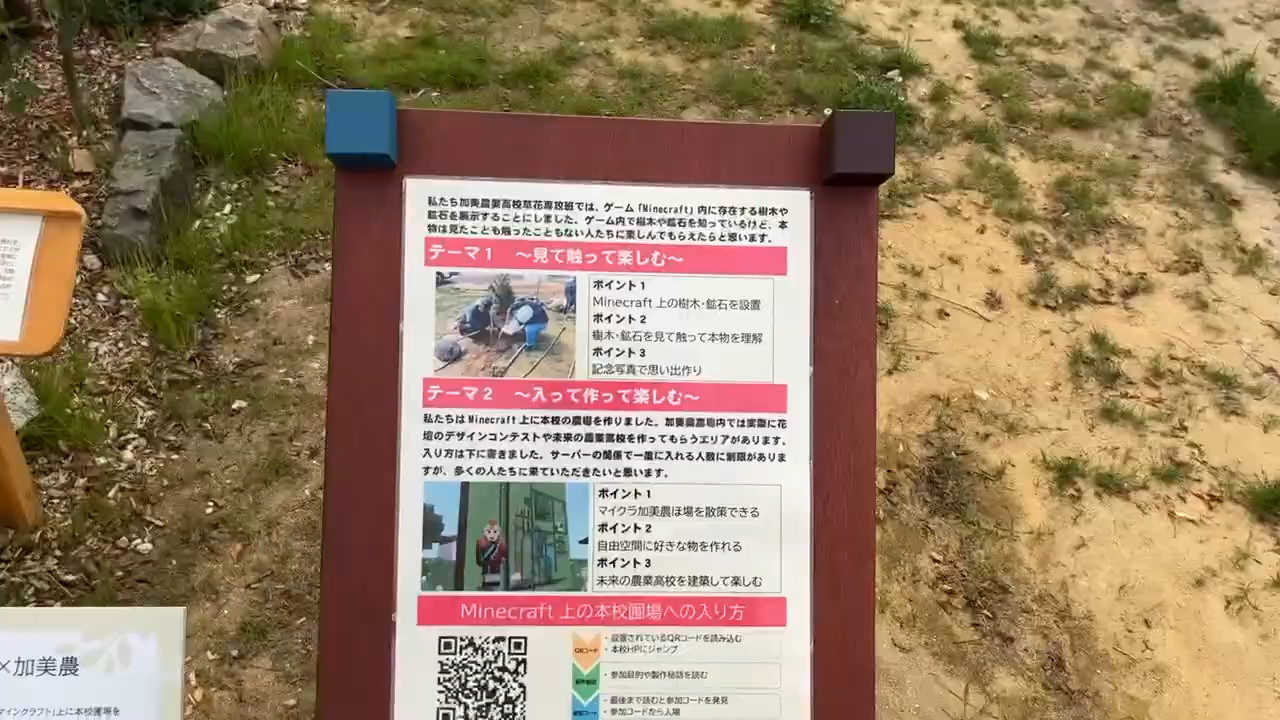 私たち加美農業高校草花専攻班では、ゲーム「Minecraft」内に存在する樹木や
鉱石を展示することにしました。ゲーム内で樹木や鉱石を知っているけど、本
物は見たことも触ったこともない人たちに楽しんでもらえたらと思います。
テーマ1 ～見て触って楽しむ～
ポイント1
Minecraft 上の樹木・鉱石を設置
ポイント2
樹木・鉱石を見て触って本物を理解
ポイント3
記念写真で思い出作り
テーマ2 ～入って作って楽しむ～
私たちはMinecraft上に本校の農場を作りました。加美農高場内では実際に花
壇のデザインコンテストや未来の農業高校を作ってもらうエリアがあります。
入り方は下に書きました。サーバーの関係で一度に入れる人数に制限がありま
すが、多くの人たちに来ていただきたいと思います。
ポイント1
マイクラ加美農ほ場を散策できる
ポイント2
自由空間に好きな物を作れる
ポイント3
未来の農業高校を建築して楽しむ
Minecraft 上の本校圃場への入り方
QRコード
・設置されているQRコードを読み込む
・本校HPにジャンプ
・参加目的や製作秘話を読む
・最後まで読むと参加コードを発見
・参加コードから入場
×加美農
マインクラフト」上に本校圃場を